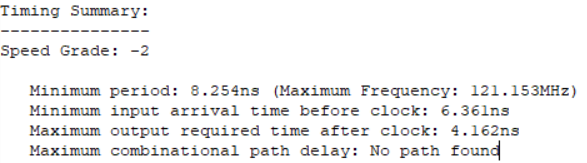 Timing Summary:
---------------
Speed Grade: -2
Minimum period: 8.254ns (Maximum Frequency: 121.153MHz)
Minimum input arrival time before clock: 6.361ns
Maximum output required time after clock: 4.162ns
Maximum combinational path delay: No path found